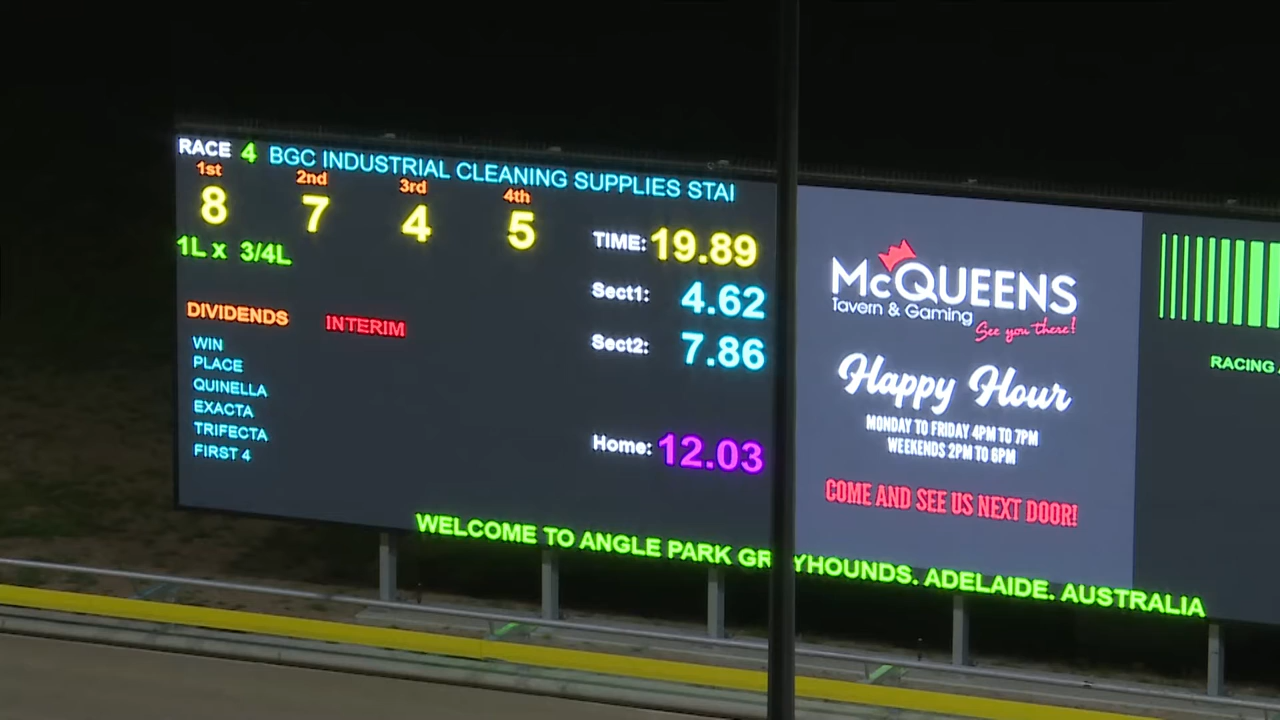 RACE 4 BGC INDUSTRIAL CLEANING SUPPLIES STAI
1st 2nd 3rd 4th
8 7 4 5
1L x 3/4L
TIME: 19.89
Sect1: 4.62
Sect2: 7.86
Home: 12.03
DIVIDENDS INTERIM
WIN
PLACE
QUINELLA
EXACTA
TRIFECTA
FIRST 4
McQUEENS
Tavern & Gaming
See you there!
Happy Hour
MONDAY TO FRIDAY 4PM TO 7PM
WEEKENDS 2PM TO 6PM
COME AND SEE US NEXT DOOR!
RACING
WELCOME TO ANGLE PARK GREYHOUNDS. ADELAIDE. AUSTRALIA